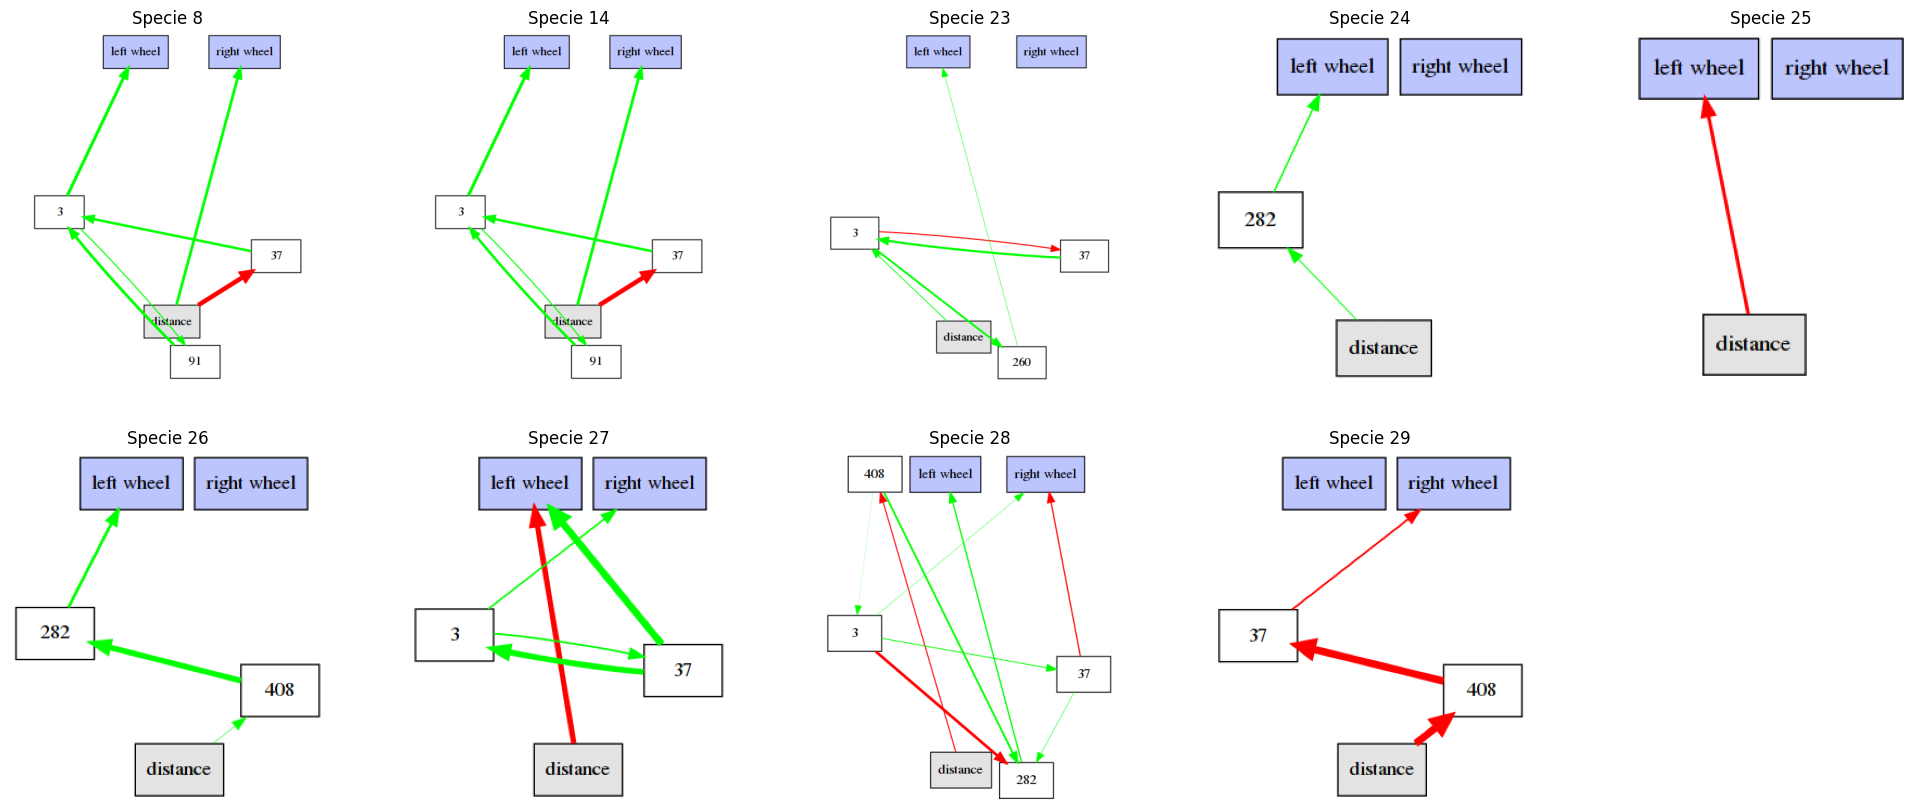 Specie 8
left wheel
right wheel
3
37
distance
91
Specie 14
left wheel
right wheel
3
37
distance
91
Specie 23
left wheel
right wheel
3
37
distance
260
Specie 24
left wheel
right wheel
282
distance
Specie 25
left wheel
right wheel
distance
Specie 26
left wheel
right wheel
282
408
distance
Specie 27
left wheel
right wheel
3
37
distance
Specie 28
408
left wheel
right wheel
3
37
distance
282
Specie 29
left wheel
right wheel
37
408
distance